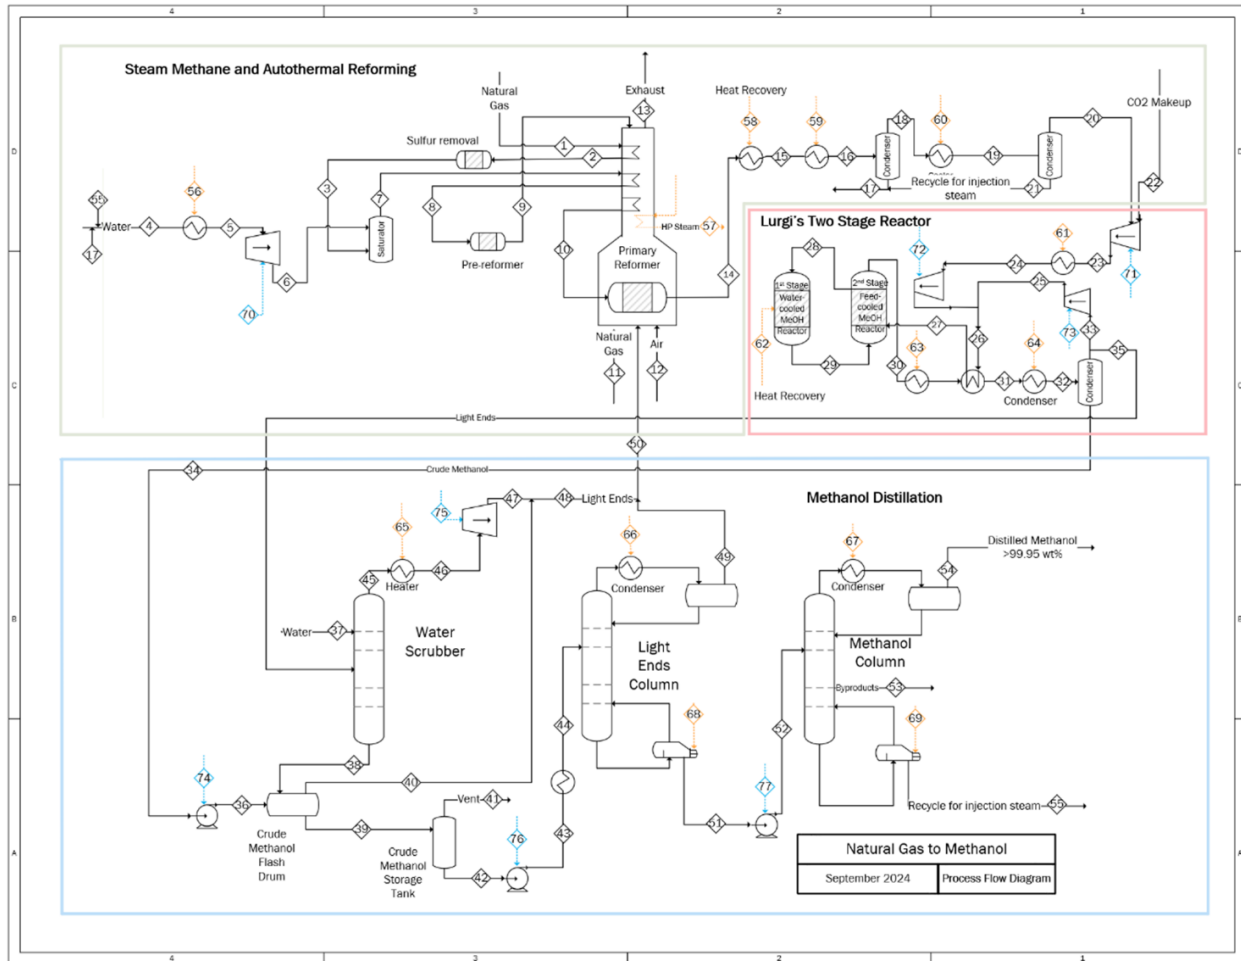 4
3
2
1
D
D
C
C
B
B
A
A
4
3
2
1
Steam Methane and Autothermal Reforming
Natural
Gas
Exhaust
13
Heat Recovery
58
59
18
60
20
CO2 Makeup
Sulfur removal
1
2
15
16
Condenser
19
Condenser
17
Recycle for injection
steam
21
22
55
Water
17
4
56
5
70
6
3
7
Saturator
8
9
Pre-reformer
10
HP Steam
57
Primary
Reformer
14
Natural
Gas
11
Air
12
Lurgi's Two Stage Reactor
28
72
61
24
23
71
25
1st Stage
Water-
cooled
MeOH
Reactor
2nd Stage
Feed-
cooled
MeOH
Reactor
27
26
73
33
62
29
30
63
64
35
31
32
Condenser
Condenser
Heat Recovery
Light Ends
50
34
Crude Methanol
Methanol Distillation
75
47
48
Light Ends
65
45
46
Heater
66
Condenser
49
67
Condenser
54
Distilled Methanol
>99.95 wt%
Water
37
Water
Scrubber
Light
Ends
Column
Methanol
Column
Byproducts
53
44
68
52
69
38
74
36
40
Crude
Methanol
Flash
Drum
39
Vent
41
Crude
Methanol
Storage
Tank
42
76
43
51
77
Recycle for injection steam
55
Natural Gas to Methanol
September 2024
Process Flow Diagram